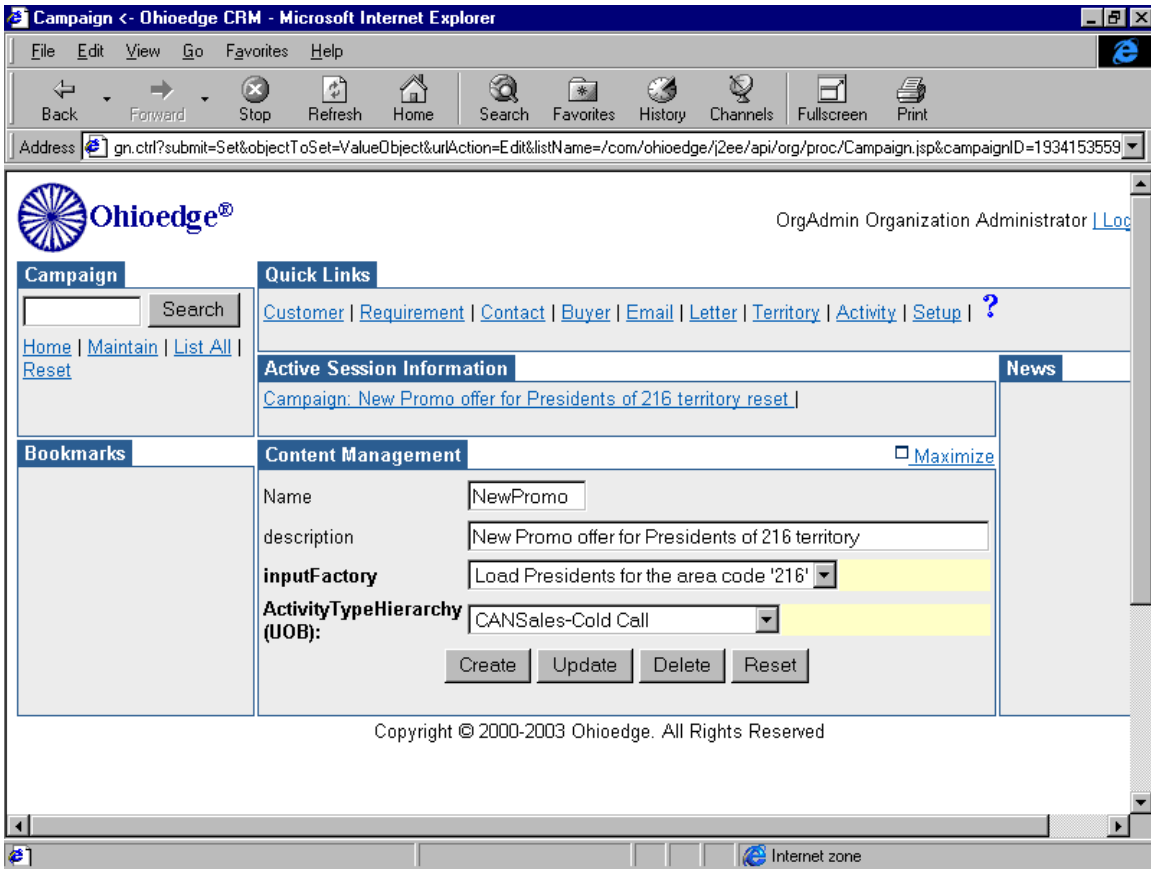 Campaign <- Ohioedge CRM - Microsoft Internet Explorer
File Edit View Go Favorites Help
Back Forward Stop Refresh Home Search Favorites History Channels Fullscreen Print
Address gn.ctrl?submit=Set&objectToSet=ValueObject&urlAction=Edit&listName=/com/ohioedge/j2ee/api/org/proc/Campaign.jsp&campaignID=1934153559
Ohioedge®
OrgAdmin Organization Administrator | Log
Campaign
Search
Home | Maintain | List All |
Reset
Quick Links
Customer | Requirement | Contact | Buyer | Email | Letter | Territory | Activity | Setup | ?
Active Session Information
Campaign: New Promo offer for Presidents of 216 territory reset |
News
Bookmarks
Content Management
Maximize
Name NewPromo
description New Promo offer for Presidents of 216 territory
inputFactory Load Presidents for the area code '216'
ActivityTypeHierarchy
(UOB): CANSales-Cold Call
Create Update Delete Reset
Copyright © 2000-2003 Ohioedge. All Rights Reserved
Internet zone